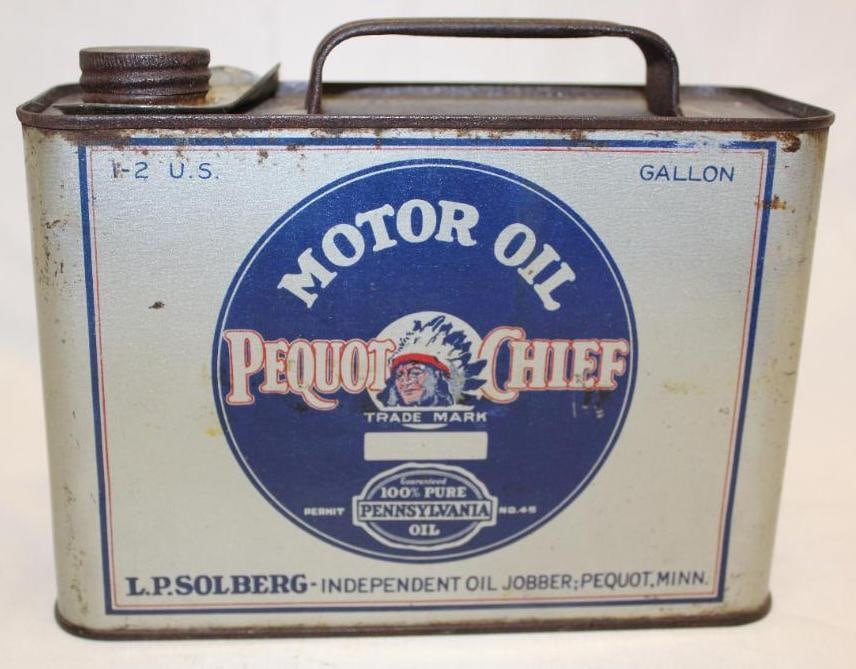 1-2 U.S. GALLON
MOTOR OIL
PEQUOT CHIEF
TRADE MARK
Guaranteed
100% PURE
PERMIT PENNSYLVANIA NO. 45
OIL
L.P. SOLBERG - INDEPENDENT OIL JOBBER; PEQUOT, MINN.